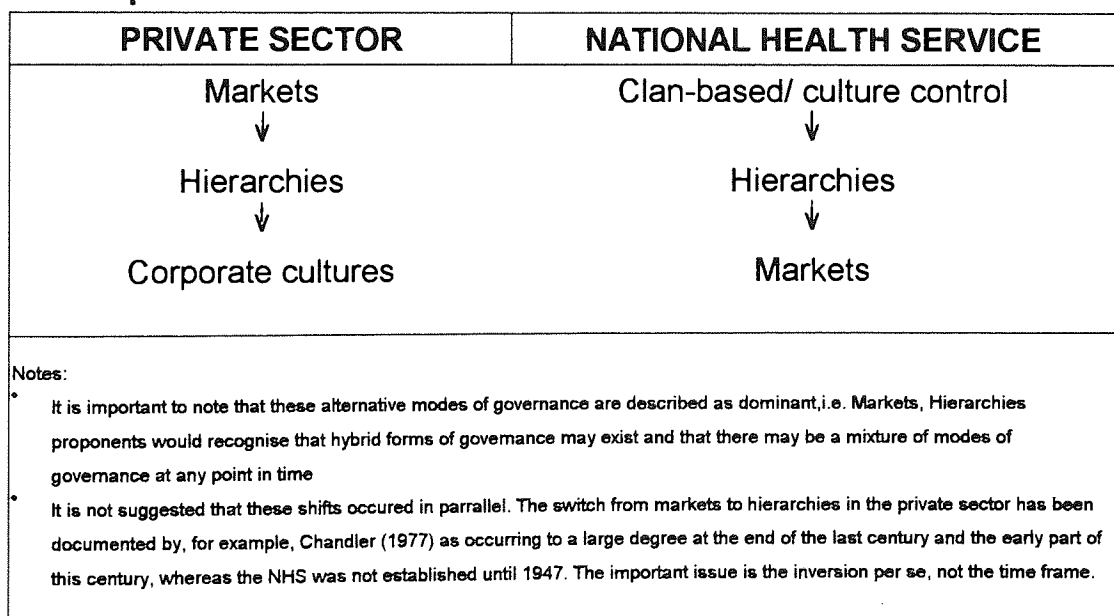 PRIVATE SECTOR NATIONAL HEALTH SERVICE
Markets Clan-based/ culture control
↓ ↓
Hierarchies Hierarchies
↓ ↓
Corporate cultures Markets
Notes:
• It is important to note that these alternative modes of governance are described as dominant,i.e. Markets, Hierarchies
proponents would recognise that hybrid forms of governance may exist and that there may be a mixture of modes of
governance at any point in time
• It is not suggested that these shifts occured in parrallel. The switch from markets to hierarchies in the private sector has been
documented by, for example, Chandler (1977) as occurring to a large degree at the end of the last century and the early part of
this century, whereas the NHS was not established until 1947. The important issue is the inversion per se, not the time frame.